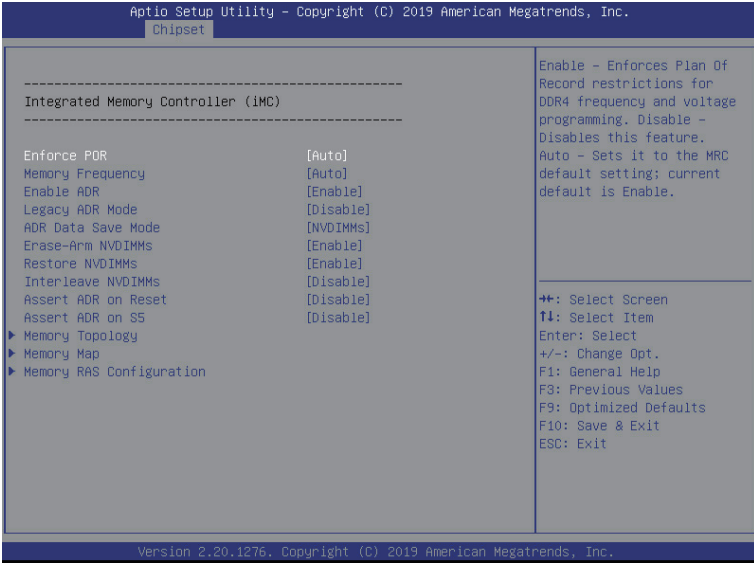 Aptio Setup Utility – Copyright (C) 2019 American Megatrends, Inc.
Chipset
--------------------------------------------------
Integrated Memory Controller (iMC)
--------------------------------------------------
Enforce POR [Auto]
Memory Frequency [Auto]
Enable ADR [Enable]
Legacy ADR Mode [Disable]
ADR Data Save Mode [NVDIMMs]
Erase-Arm NVDIMMs [Enable]
Restore NVDIMMs [Enable]
Interleave NVDIMMs [Disable]
Assert ADR on Reset [Disable]
Assert ADR on S5 [Disable]
Memory Topology
Memory Map
Memory RAS Configuration
Enable – Enforces Plan Of
Record restrictions for
DDR4 frequency and voltage
programming. Disable –
Disables this feature.
Auto – Sets it to the MRC
default setting; current
default is Enable.
→←: Select Screen
↑↓: Select Item
Enter: Select
+/-: Change Opt.
F1: General Help
F3: Previous Values
F9: Optimized Defaults
F10: Save & Exit
ESC: Exit
Version 2.20.1276. Copyright (C) 2019 American Megatrends, Inc.